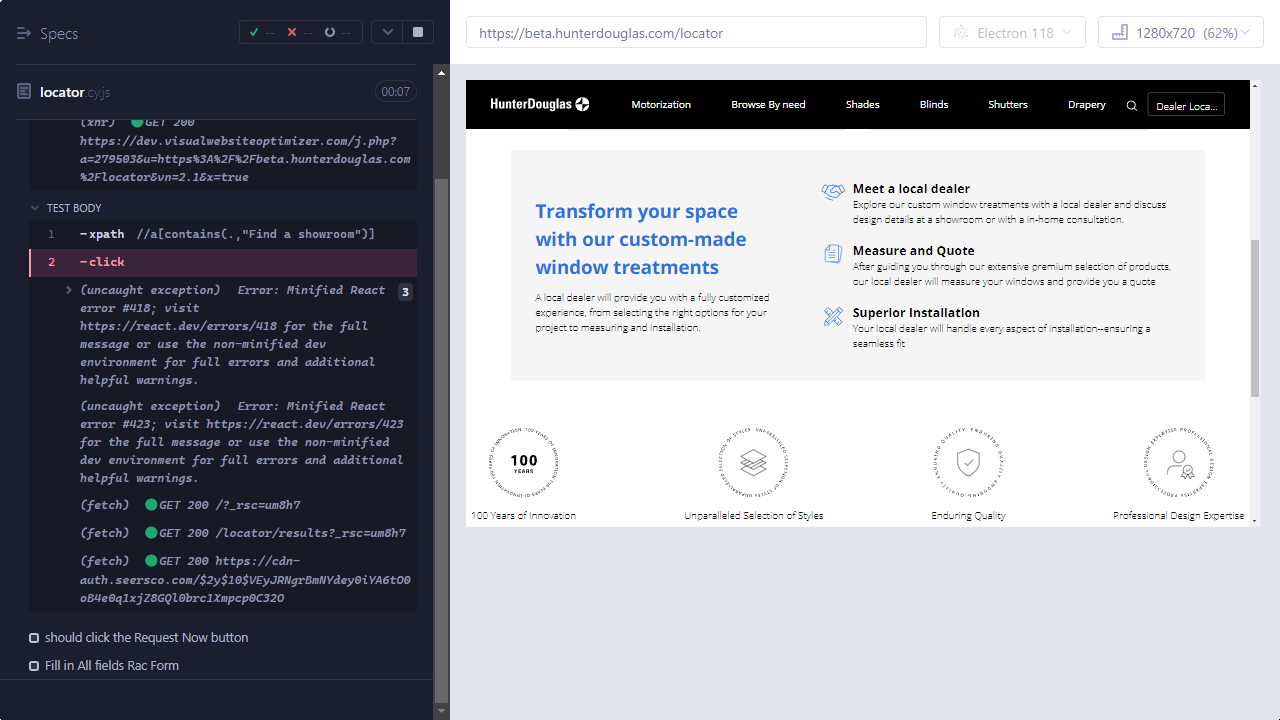 Specs
--
--
--
locator.cy.js
00:07
(xhr) GET 200
https://dev.visualwebsiteoptimizer.com/j.php?
a=279503&u=https%3A%2F%2Fbeta.hunterdouglas.com
%2Flocator&vn=2.1&x=true
TEST BODY
1 -xpath //a[contains(.,"Find a showroom")]
2 -click
(uncaught exception) Error: Minified React 3
error #418; visit
https://react.dev/errors/418 for the full
message or use the non-minified dev
environment for full errors and additional
helpful warnings.
(uncaught exception) Error: Minified React
error #423; visit https://react.dev/errors/423
for the full message or use the non-minified
dev environment for full errors and additional
helpful warnings.
(fetch) GET 200 /?_rsc=um8h7
(fetch) GET 200 /locator/results?_rsc=um8h7
(fetch) GET 200 https://cdn-
auth.seersco.com/$2y$10$VEyJRNgrBmNYdey0iYA6tO0
oB4e0q1xjZ8GQl0brc1Xmpcp0C32O
should click the Request Now button
Fill in All fields Rac Form
https://beta.hunterdouglas.com/locator
Electron 118
1280x720 (62%)
HunterDouglas
Motorization
Browse By need
Shades
Blinds
Shutters
Drapery
Dealer Loca...
Transform your space
with our custom-made
window treatments
A local dealer will provide you with a fully customized
experience, from selecting the right options for your
project to measuring and installation.
Meet a local dealer
Explore our custom window treatments with a local dealer and discuss
design details at a showroom or with a in-home consultation.
Measure and Quote
After guiding you through our extensive premium selection of products,
our local dealer will measure your windows and provide you a quote
Superior Installation
Your local dealer will handle every aspect of installation--ensuring a
seamless fit
100
YEARS
100 Years of Innovation
Unparalleled Selection of Styles
Enduring Quality
Professional Design Expertise